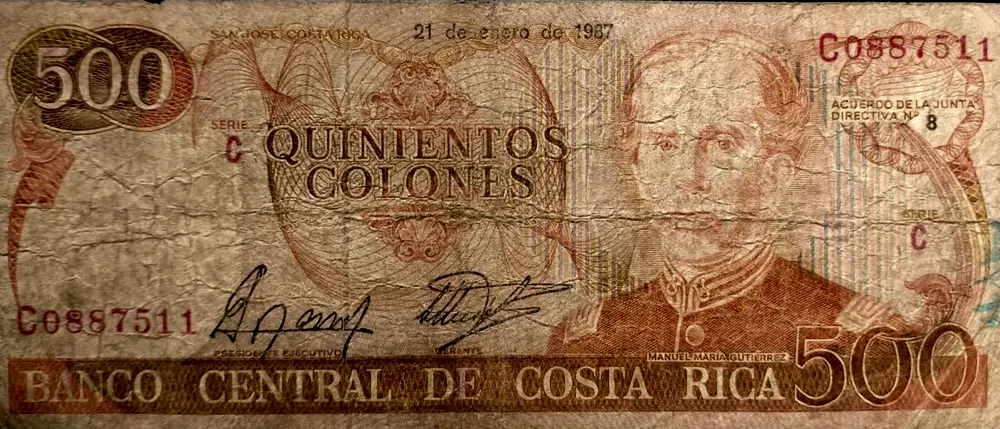 500
SAN JOSE, COSTA RICA
21 de enero de 1987
C0887511
ACUERDO DE LA JUNTA
DIRECTIVA Nº 8
SERIE
C
QUINIENTOS
COLONES
SERIE
C
C0887511
PRESIDENTE EJECUTIVO
GERENTE
MANUEL MARIA GUTIERREZ
500
BANCO CENTRAL DE COSTA RICA